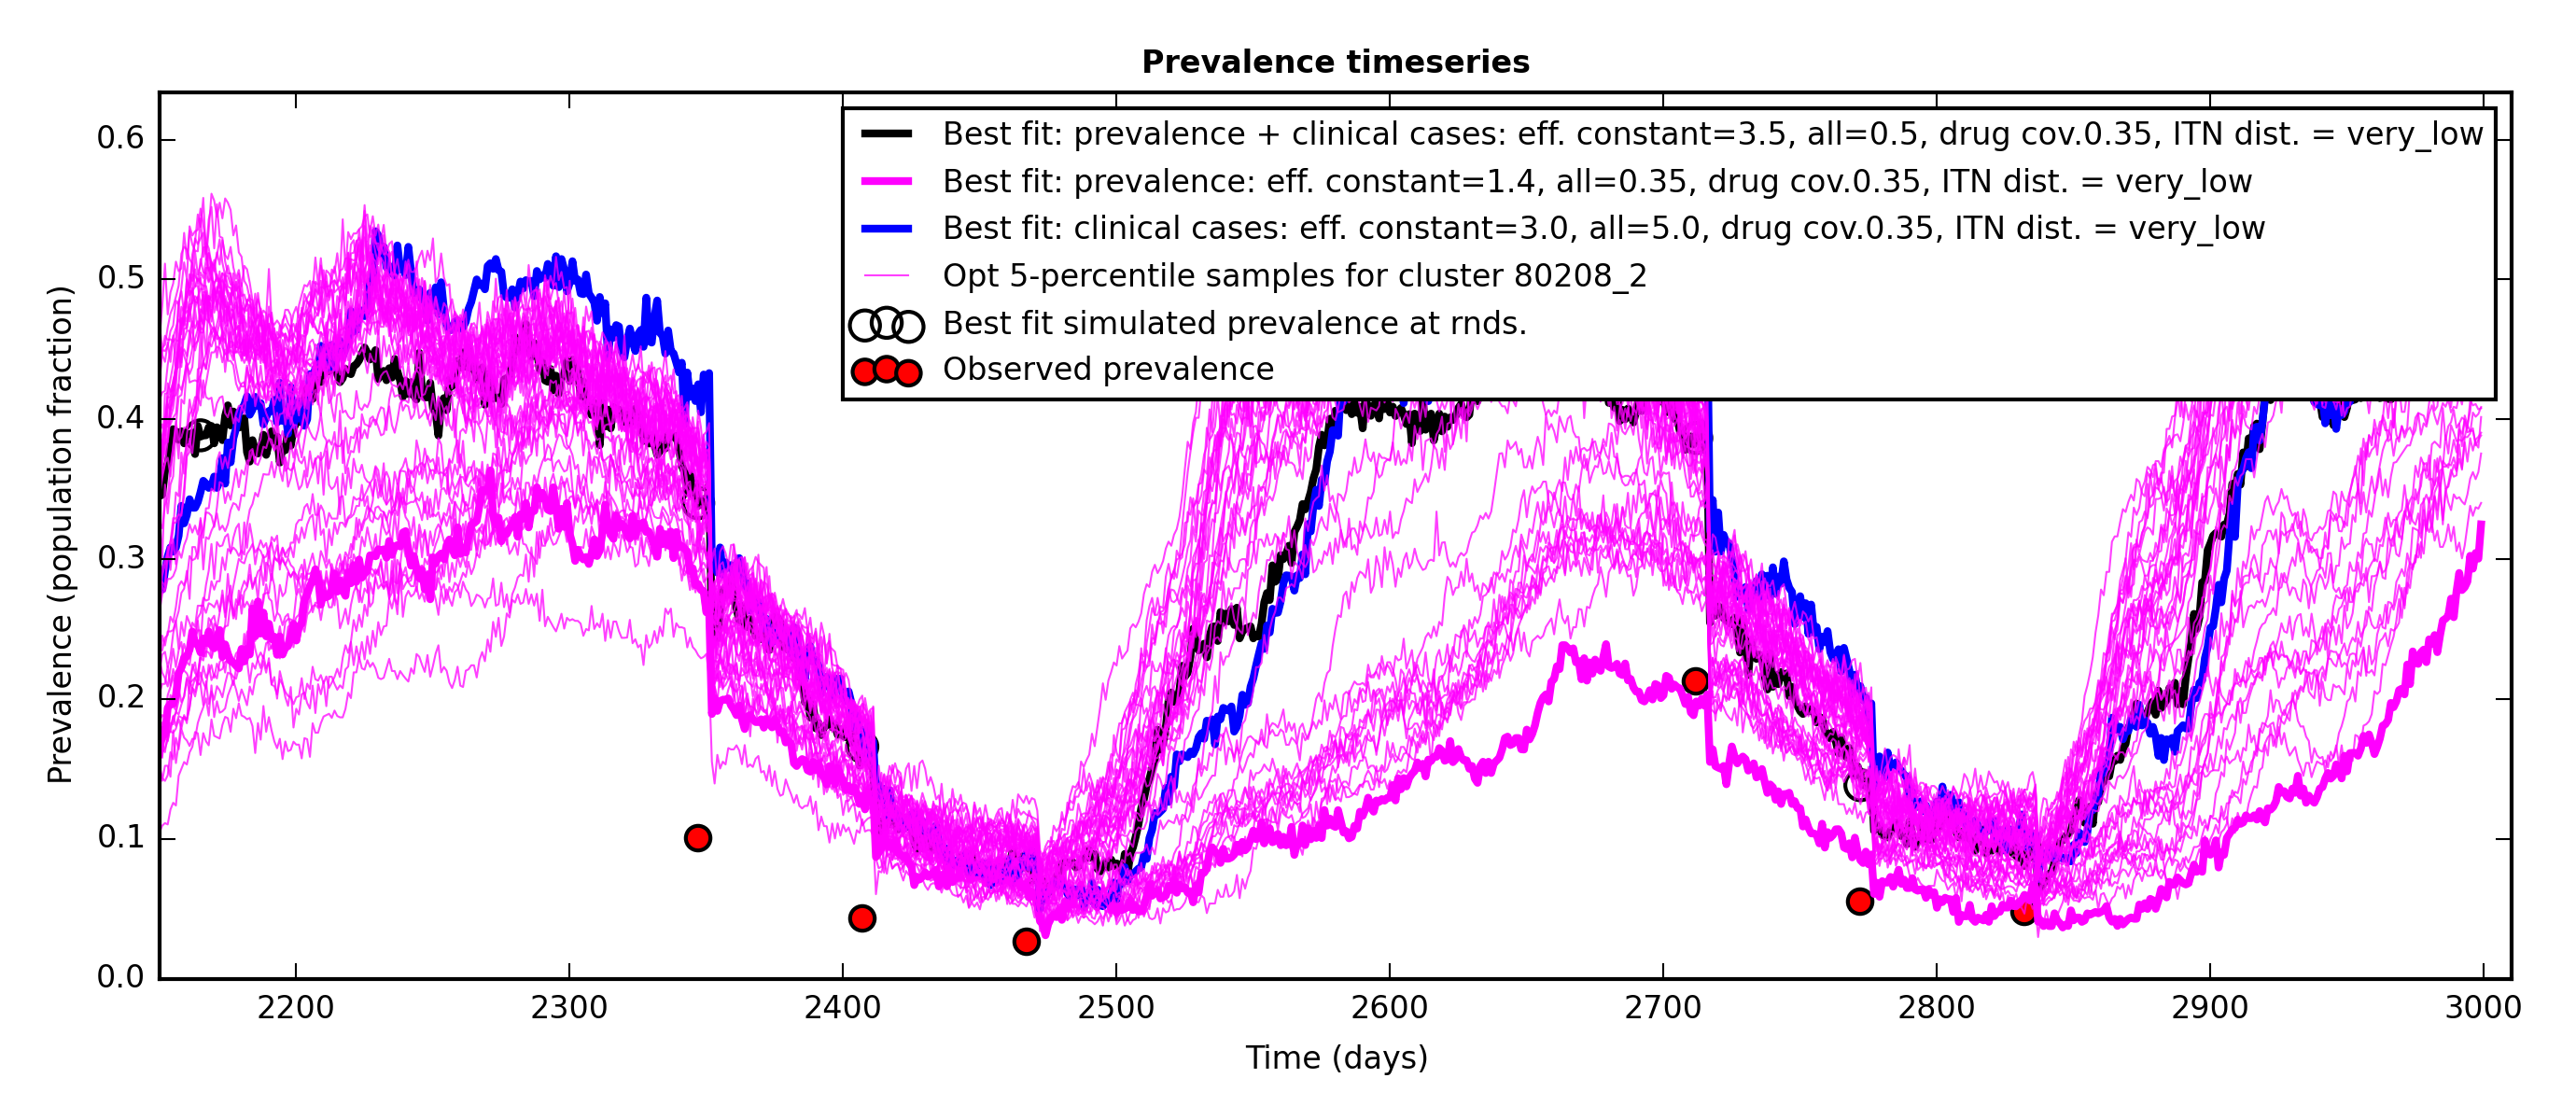 Prevalence timeseries
Best fit: prevalence + clinical cases: eff. constant=3.5, all=0.5, drug cov.0.35, ITN dist. = very_low
Best fit: prevalence: eff. constant=1.4, all=0.35, drug cov.0.35, ITN dist. = very_low
Best fit: clinical cases: eff. constant=3.0, all=5.0, drug cov.0.35, ITN dist. = very_low
Opt 5-percentile samples for cluster 80208_2
Best fit simulated prevalence at rnds.
Observed prevalence
Prevalence (population fraction)
0.6
0.5
0.4
0.3
0.2
0.1
0.0
2200 2300 2400 2500 2600 2700 2800 2900 3000
Time (days)